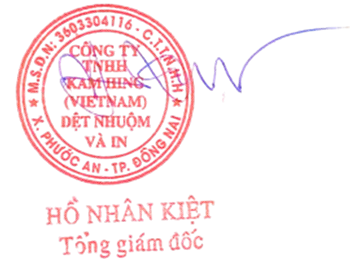 M.S.D.N: 3603304116 - C.T.T.N.H.H
CÔNG TY
TNHH
KAM HING
(VIETNAM)
DỆT NHUỘM
VÀ IN
X. PHƯỚC AN - TP. ĐỒNG NAI
HỒ NHÂN KIỆT
Tổng giám đốc